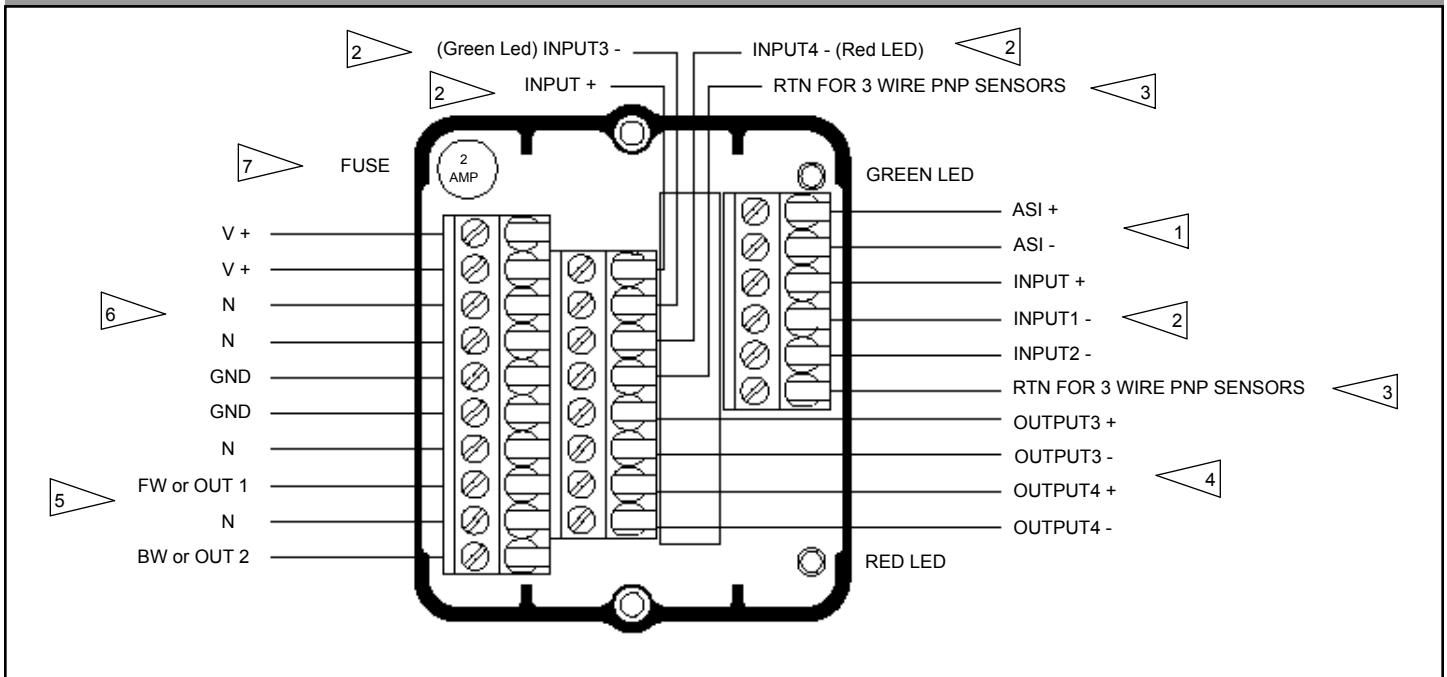 2
(Green Led) INPUT3 -
INPUT4 - (Red LED)
2
2
INPUT +
RTN FOR 3 WIRE PNP SENSORS
3
7
FUSE
2
AMP
GREEN LED
V +
V +
6
N
N
GND
GND
N
5
FW or OUT 1
N
BW or OUT 2
ASI +
1
ASI -
INPUT +
INPUT1 -
2
INPUT2 -
RTN FOR 3 WIRE PNP SENSORS
3
OUTPUT3 +
OUTPUT3 -
4
OUTPUT4 +
OUTPUT4 -
RED LED